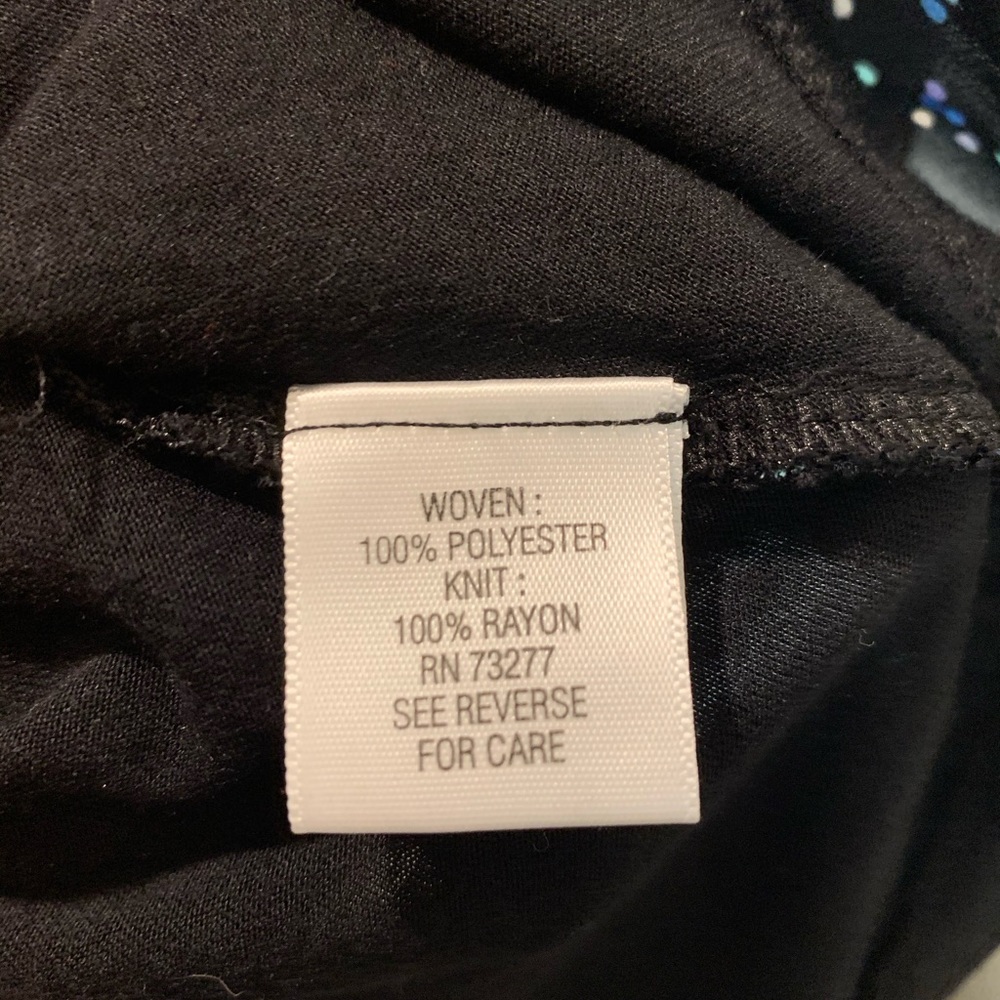 WOVEN :
100% POLYESTER
KNIT :
100% RAYON
RN 73277
SEE REVERSE
FOR CARE